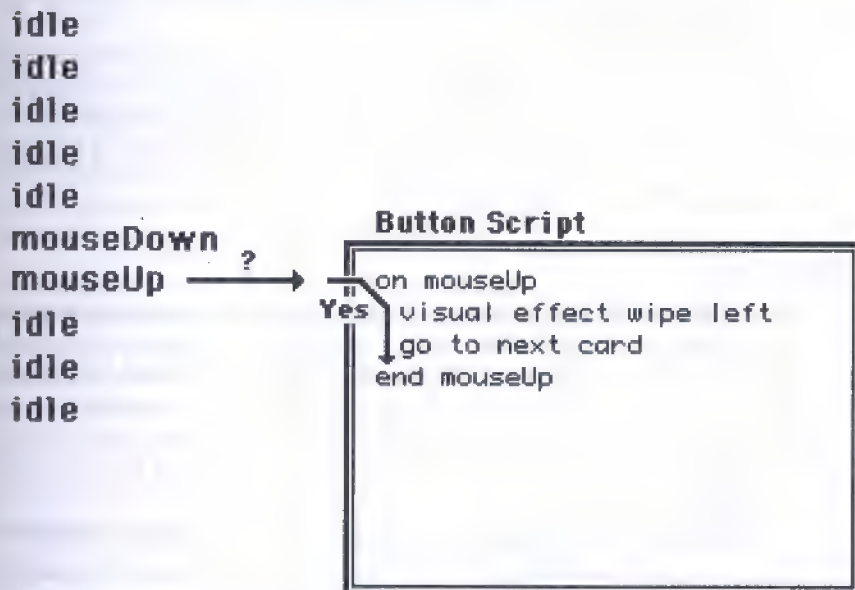 idle
idle
idle
idle
idle
mouseDown
mouseUp ?
idle
idle
idle
Button Script
Yes
on mouseUp
visual effect wipe left
go to next card
end mouseUp